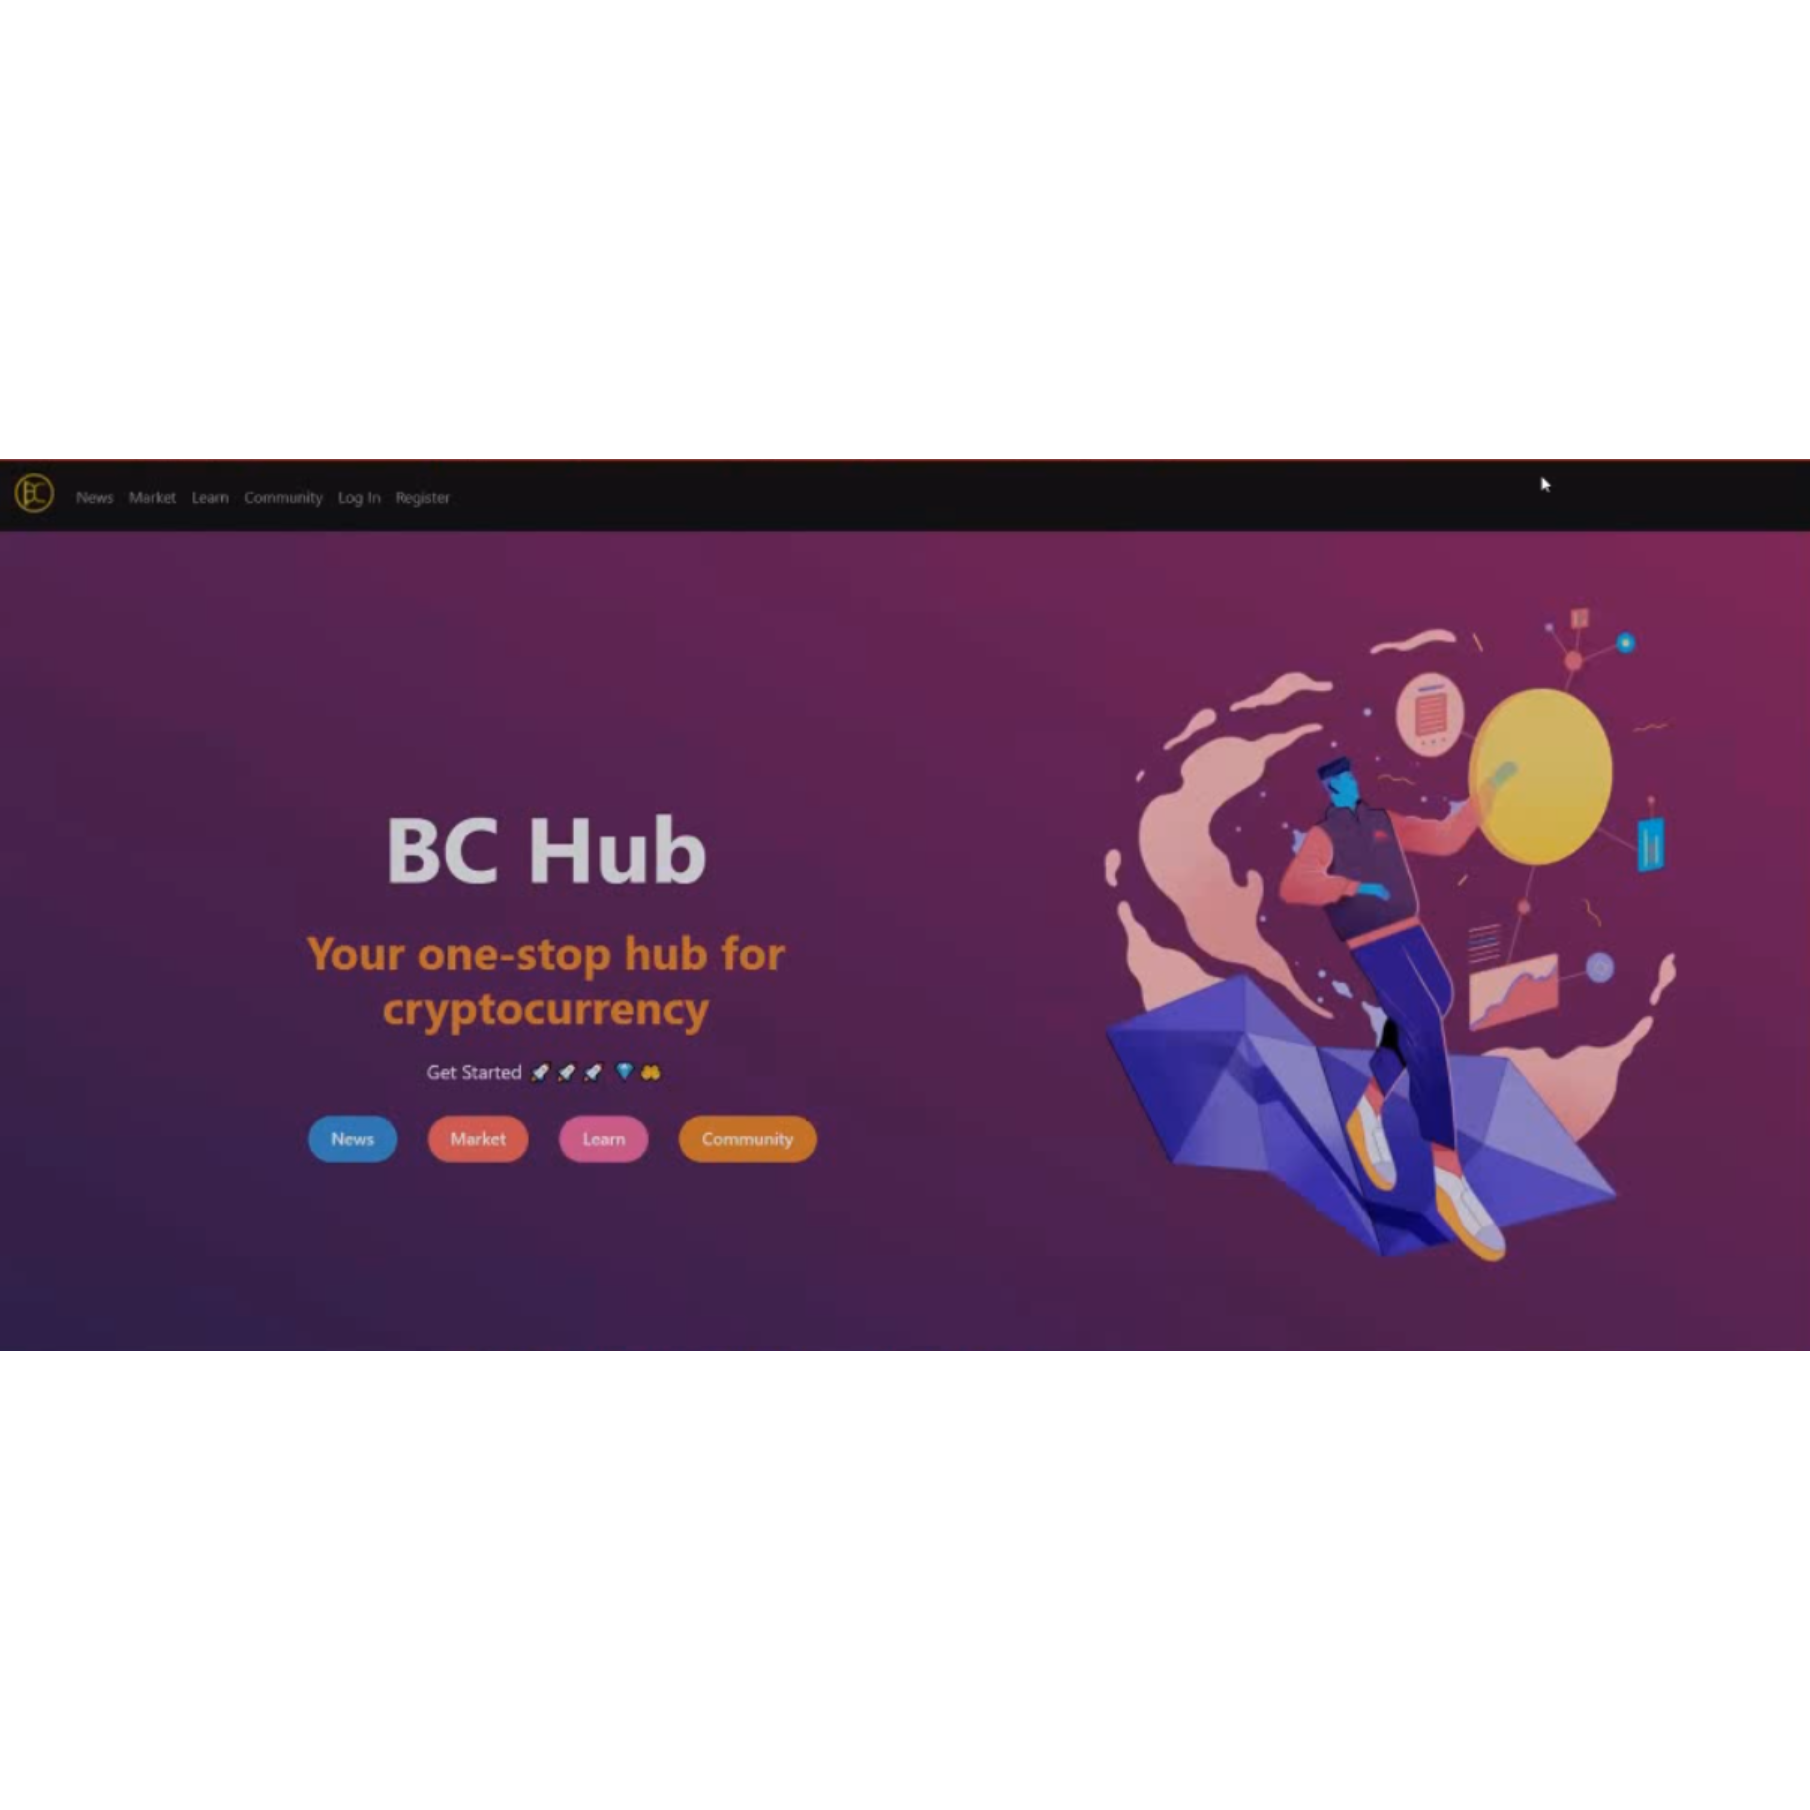 BC News Market Learn Community Log In Register
BC Hub
Your one-stop hub for
cryptocurrency
Get Started 🚀 🚀 🚀 💎 👐
News Market Learn Community